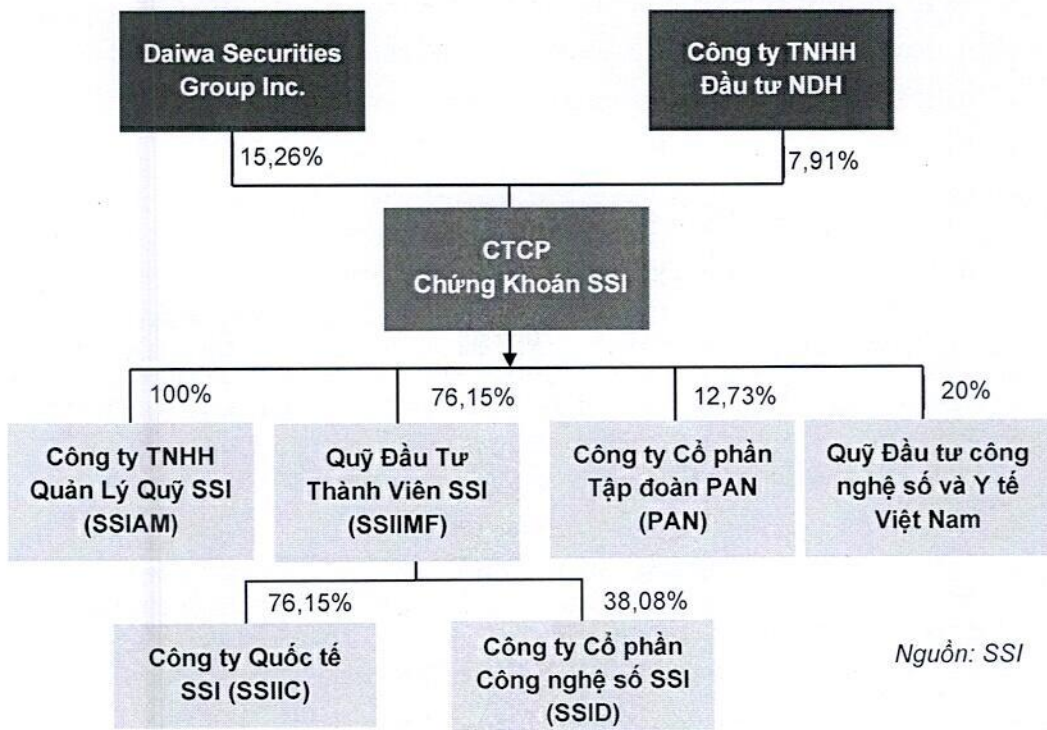 Daiwa Securities
Group Inc.
Công ty TNHH
Đầu tư NDH
15,26%
7,91%
CTCP
Chứng Khoán SSI
100%
76,15%
12,73%
20%
Công ty TNHH
Quản Lý Quỹ SSI
(SSIAM)
Quỹ Đầu Tư
Thành Viên SSI
(SSIIMF)
Công ty Cổ phần
Tập đoàn PAN
(PAN)
Quỹ Đầu tư công
nghệ số và Y tế
Việt Nam
76,15%
38,08%
Công ty Quốc tế
SSI (SSIIC)
Công ty Cổ phần
Công nghệ số SSI
(SSID)
Nguồn: SSI